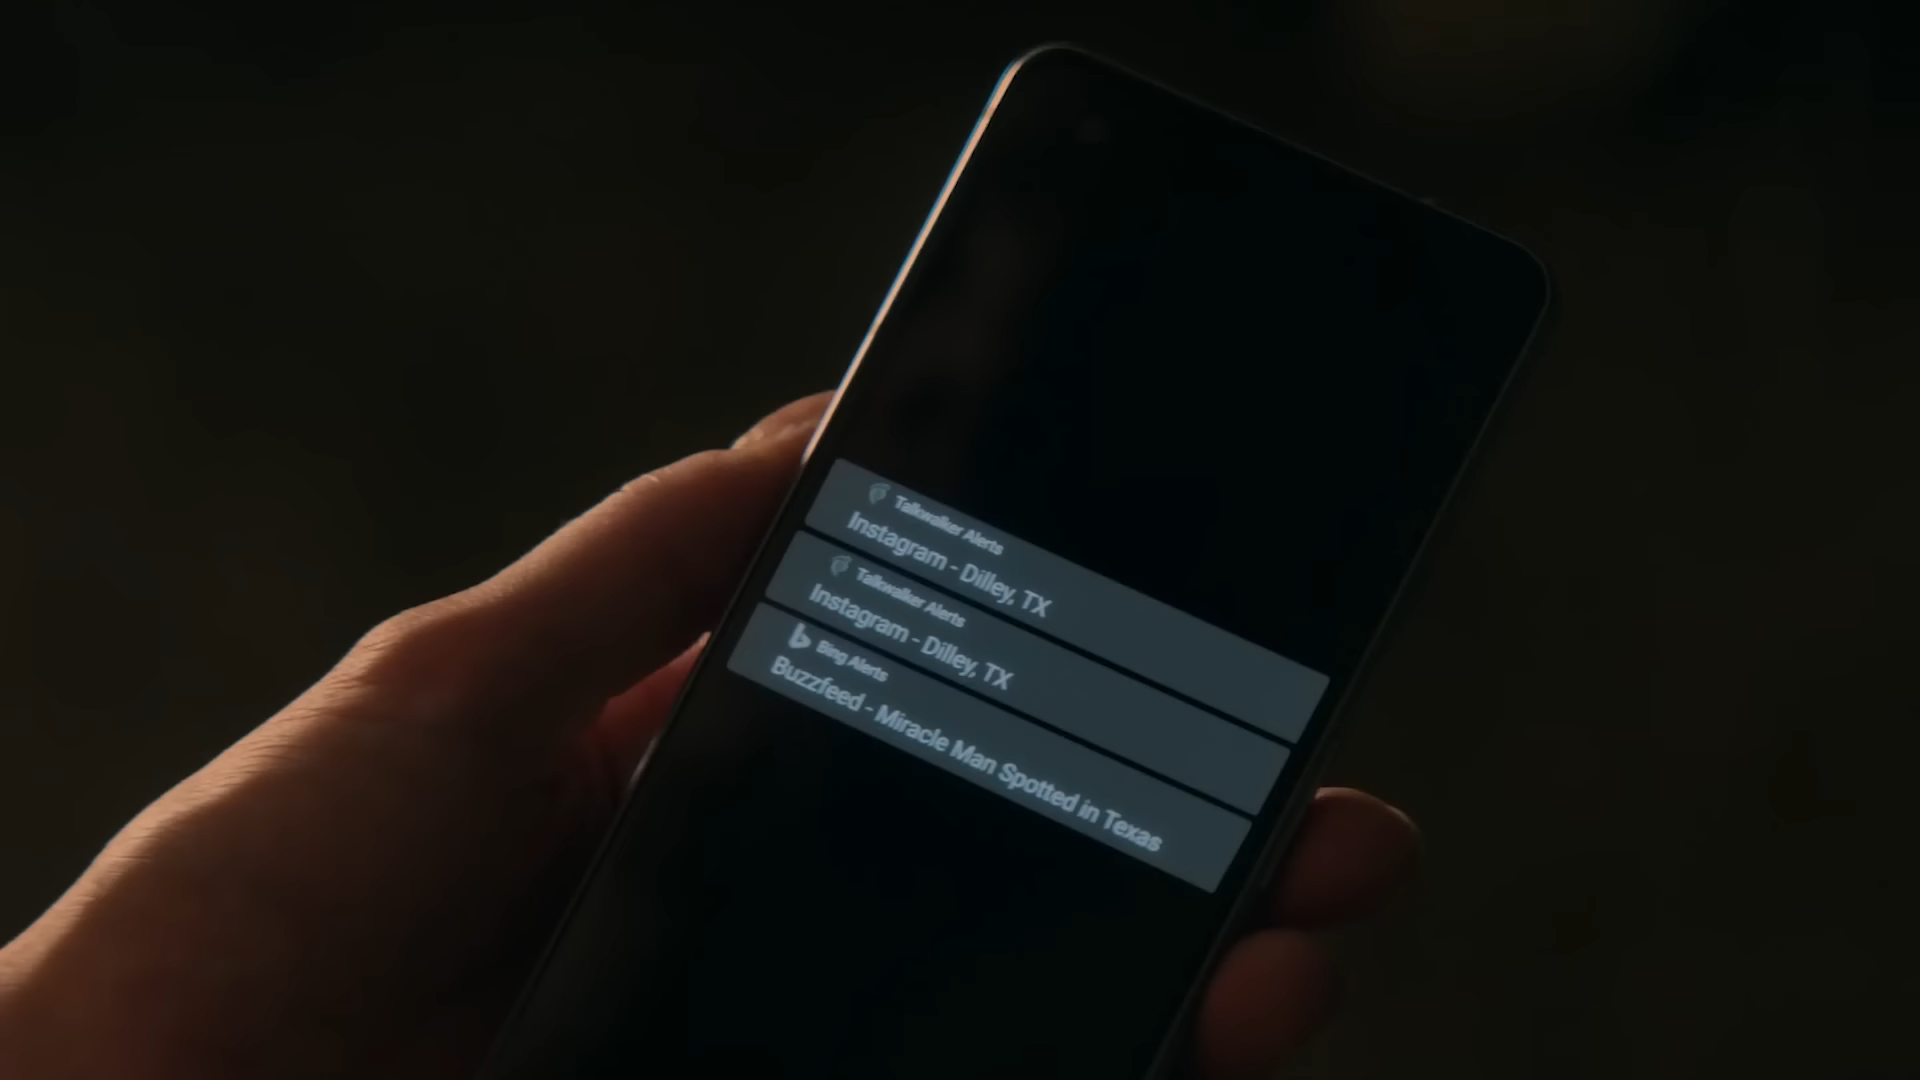 Talkwalker Alerts
Instagram - Dilley, TX
Talkwalker Alerts
Instagram - Dilley, TX
Bing Alerts
Buzzfeed - Miracle Man Spotted in Texas